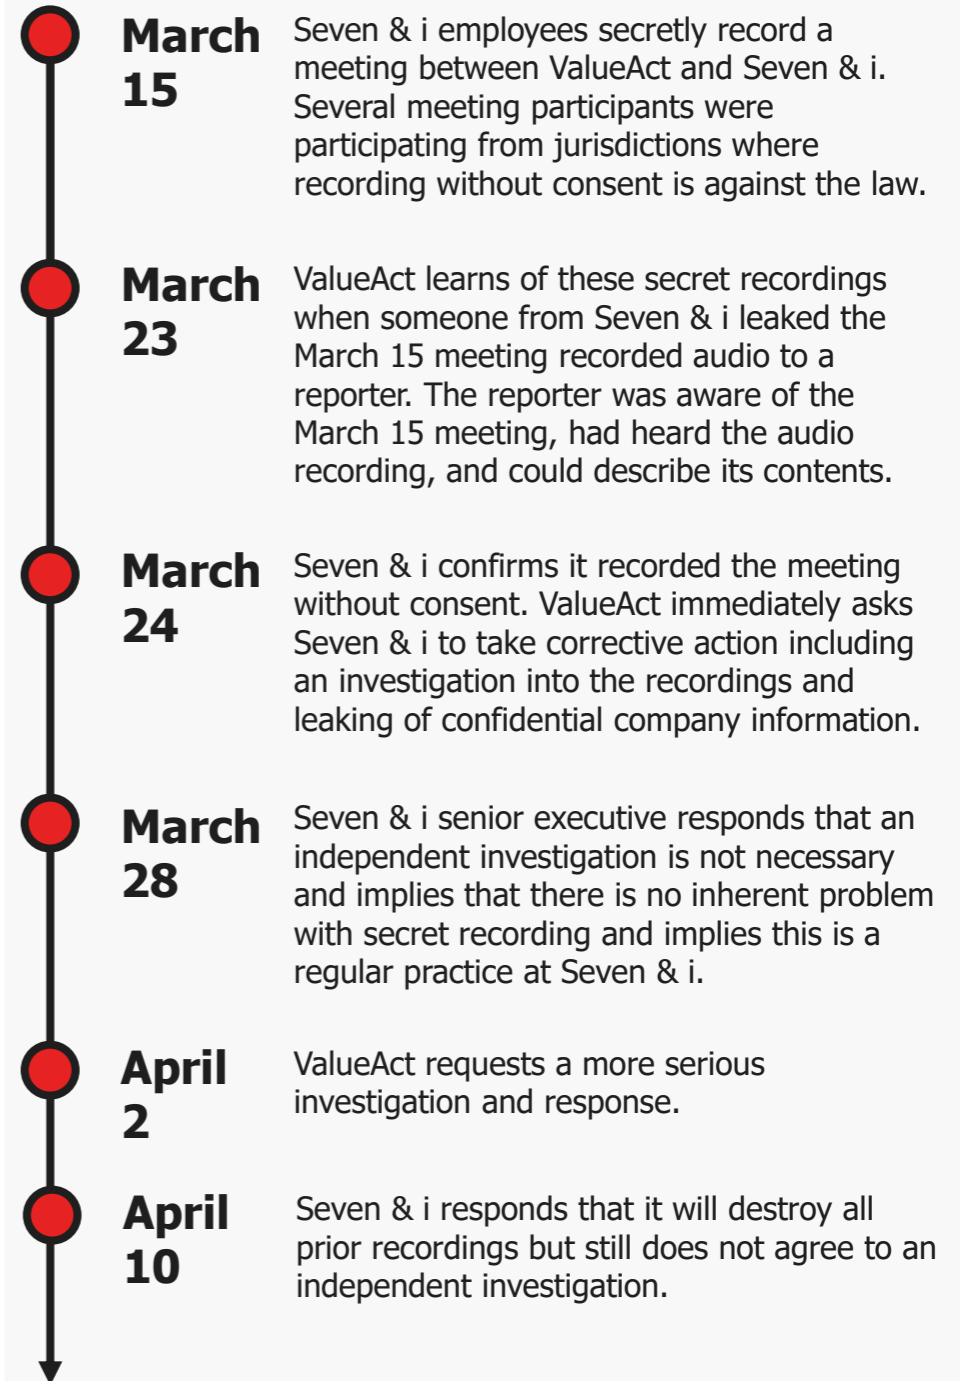 March
15
Seven & i employees secretly record a
meeting between ValueAct and Seven & i.
Several meeting participants were
participating from jurisdictions where
recording without consent is against the law.
March
23
ValueAct learns of these secret recordings
when someone from Seven & i leaked the
March 15 meeting recorded audio to a
reporter. The reporter was aware of the
March 15 meeting, had heard the audio
recording, and could describe its contents.
March
24
Seven & i confirms it recorded the meeting
without consent. ValueAct immediately asks
Seven & i to take corrective action including
an investigation into the recordings and
leaking of confidential company information.
March
28
Seven & i senior executive responds that an
independent investigation is not necessary
and implies that there is no inherent problem
with secret recording and implies this is a
regular practice at Seven & i.
April
2
ValueAct requests a more serious
investigation and response.
April
10
Seven & i responds that it will destroy all
prior recordings but still does not agree to an
independent investigation.